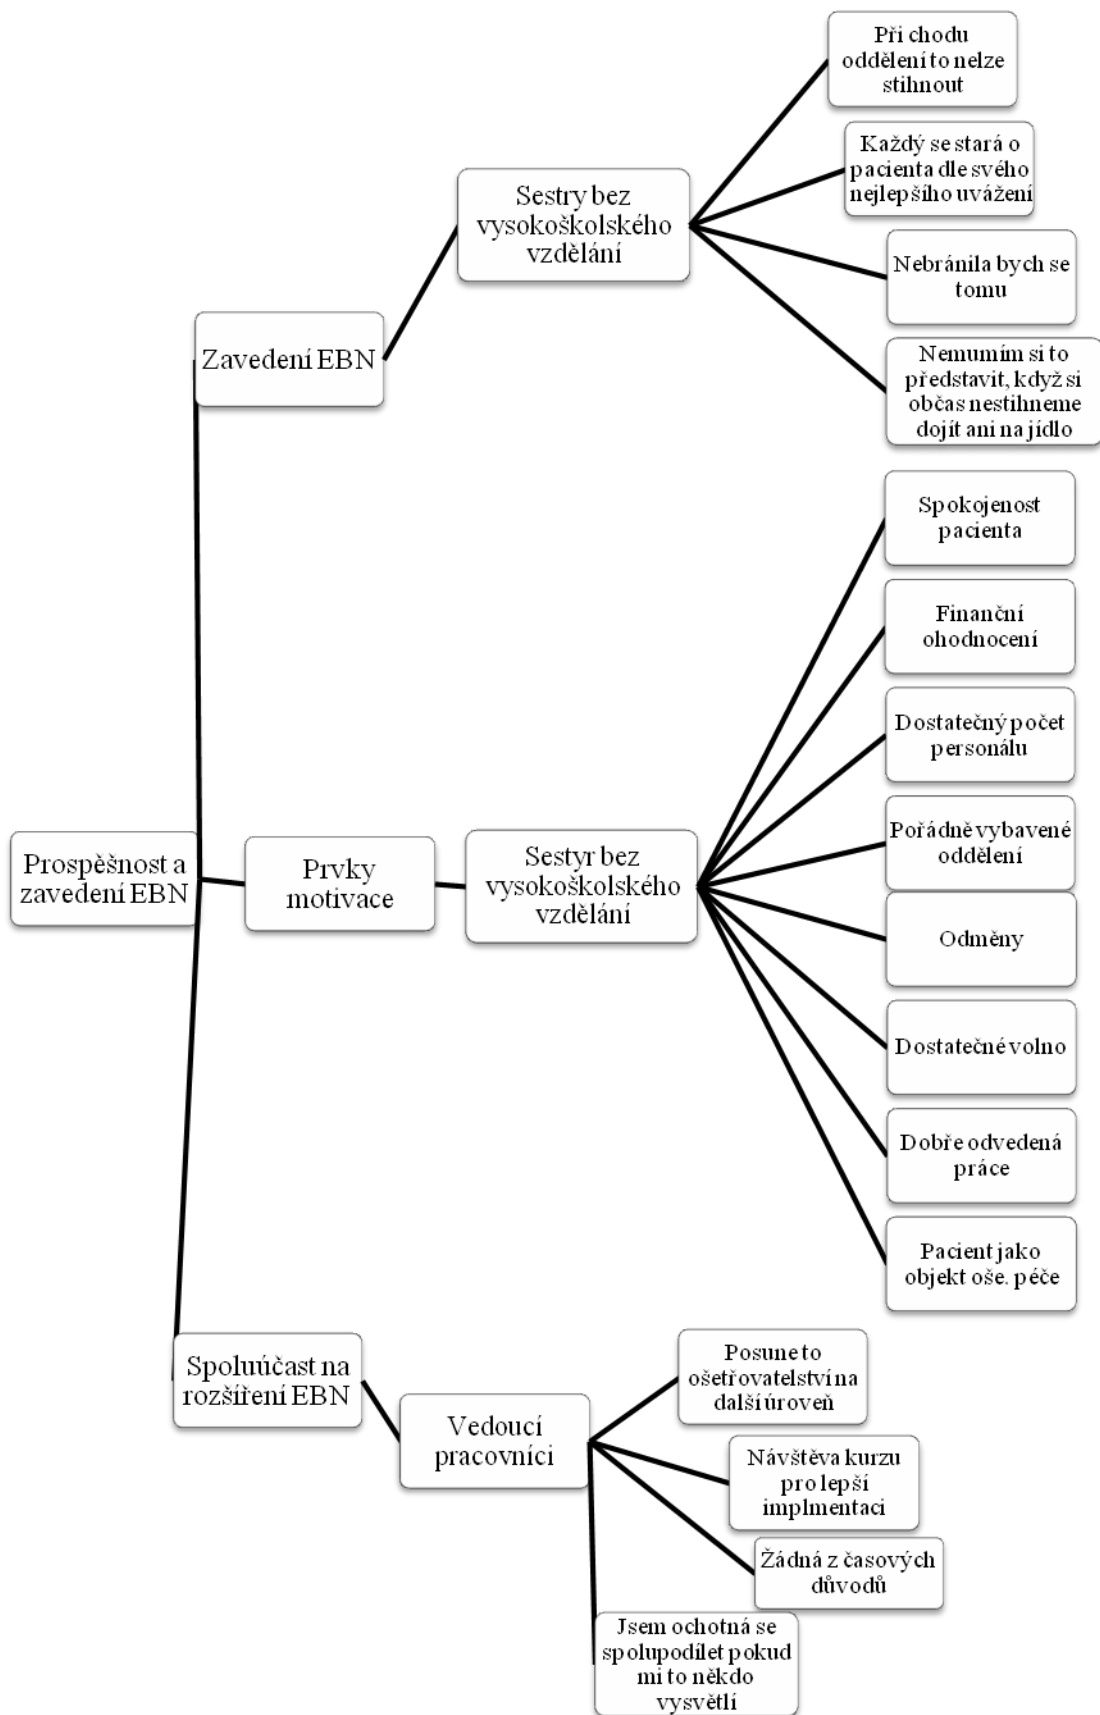 Při chodu
oddělení to nelze
stihnout
Každý se stará o
pacienta dle svého
nejlepšího uvážení
Sestry bez
vysokoškolského
vzdělání
Nebránila bych se
tomu
Zavedení EBN
Nemumím si to
představit, když si
občas nestihneme
dojít ani na jídlo
Spokojenost
pacienta
Finanční
ohodnocení
Dostatečný počet
personálu
Pořádně vybavené
oddělení
Prospěšnost a
zavedení EBN
Prvky
motivace
Sestyr bez
vysokoškolského
vzdělání
Odměny
Dostatečné volno
Dobře odvedená
práce
Pacient jako
objekt oše. péče
Spoluúčast na
rozšíření EBN
Posune to
ošetřovatelství na
další úroveň
Vedoucí
pracovníci
Návštěva kurzu
pro lepší
implmentaci
Žádná z časových
důvodů
Jsem ochotná se
spolupodílet pokud
mi to někdo
vysvětlí